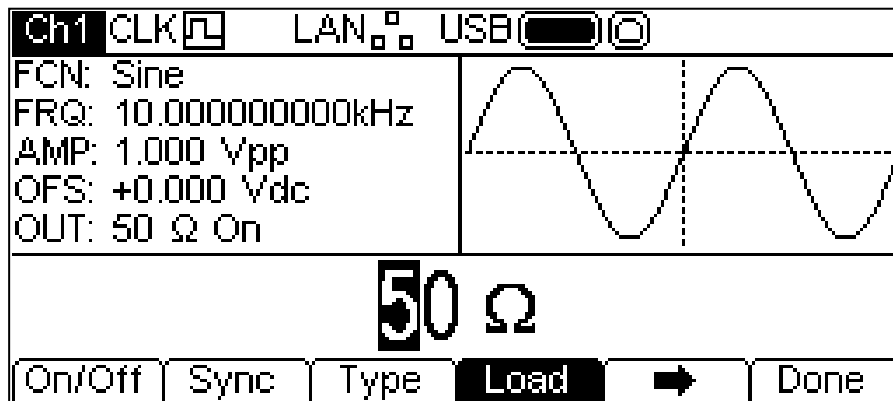 Ch1 CLK LAN USB
FCN: Sine
FRQ: 10.000000000kHz
AMP: 1.000 Vpp
OFS: +0.000 Vdc
OUT: 50 Ω On
50 Ω
On/Off Sync Type Load Done